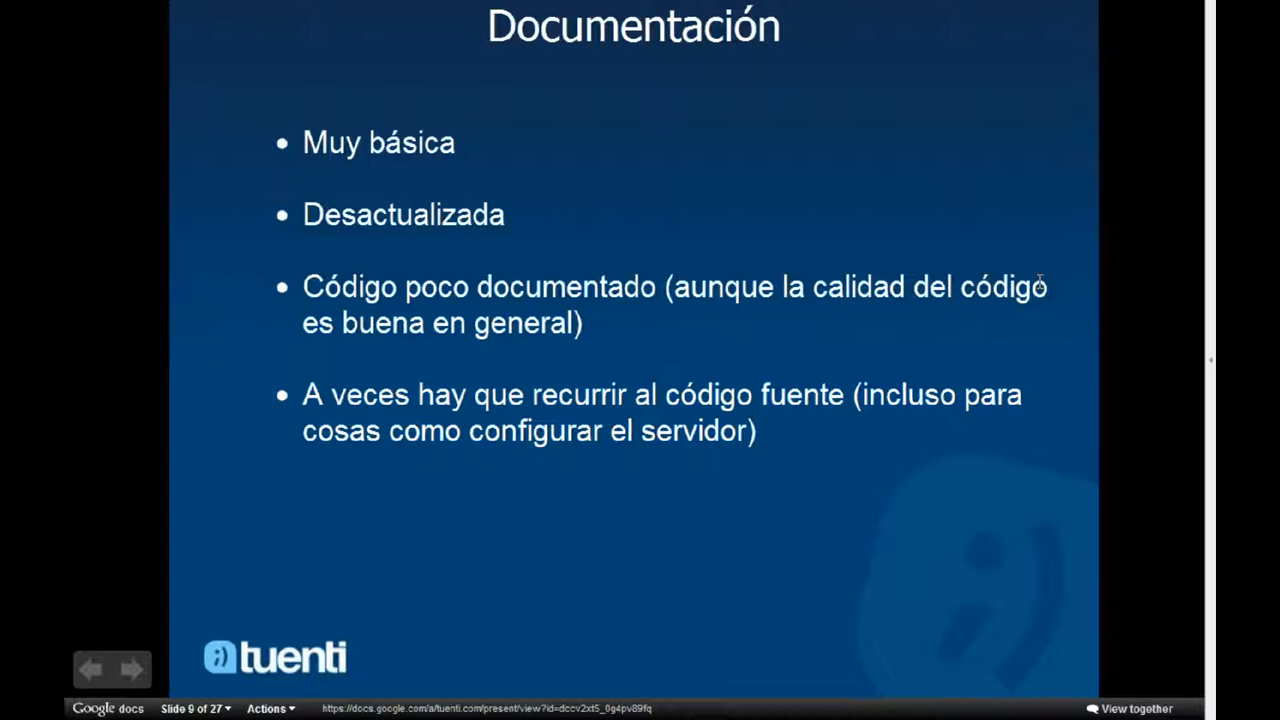 Documentación
Muy básica
Desactualizada
Código poco documentado (aunque la calidad del código
es buena en general)
A veces hay que recurrir al código fuente (incluso para
cosas como configurar el servidor)
;) tuenti
Google docs Slide 9 of 27 Actions https://docs.google.com/a/tuenti.com/present/view?id=dccv2xt5_0g4pv89fq View together